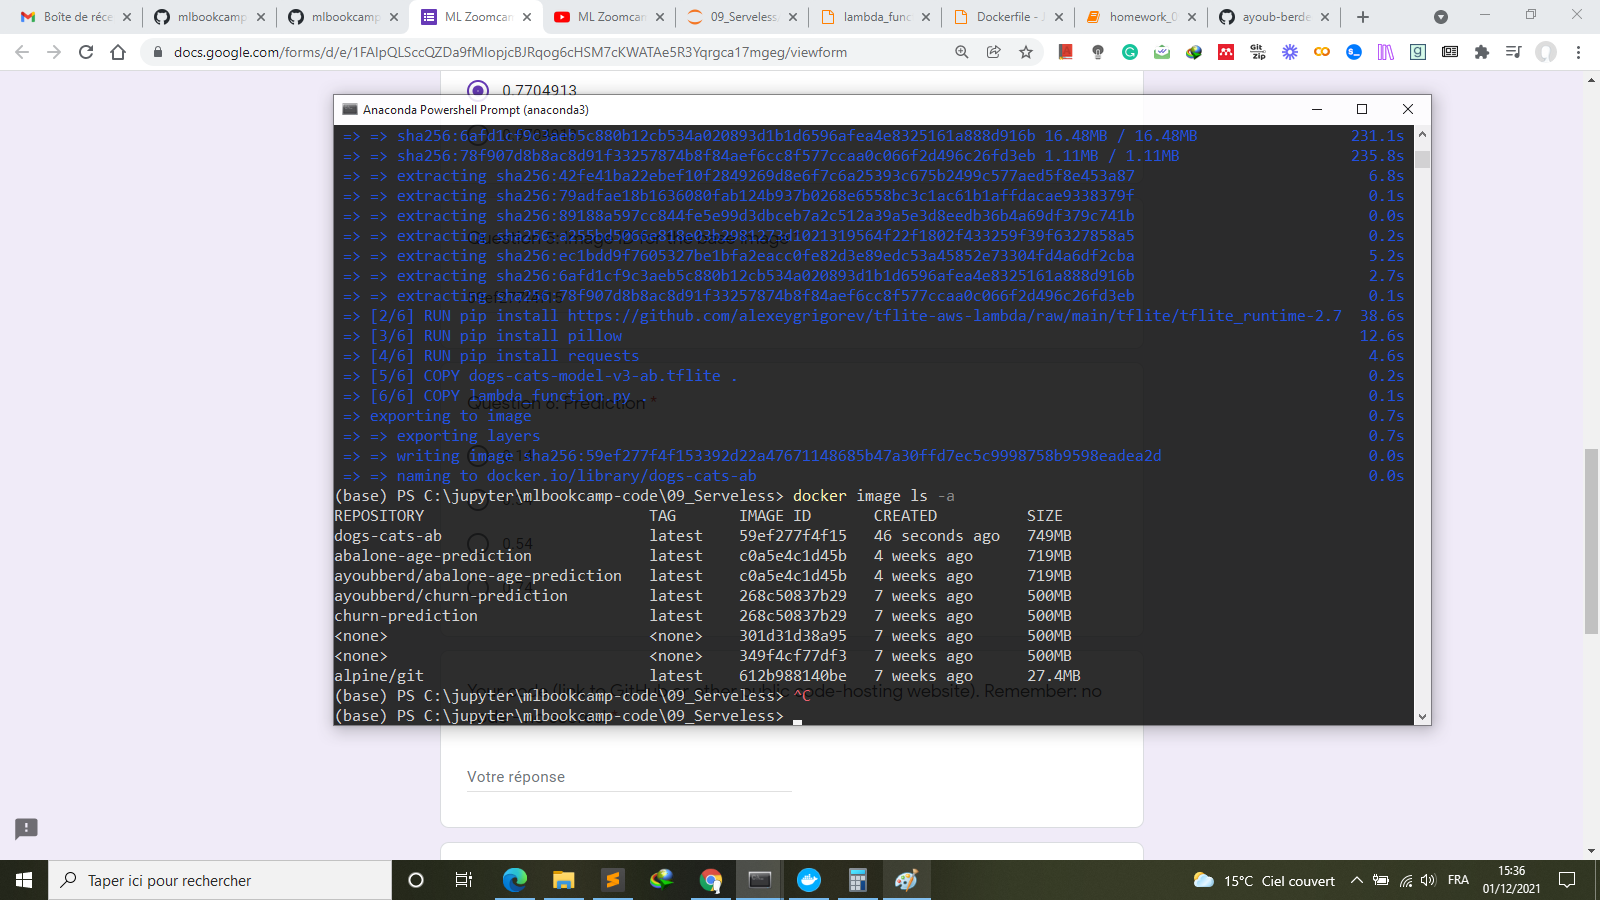 Boîte de réce
mlbookcamp
mlbookcamp
ML Zoomcam
ML Zoomcam
09_Serveless
lambda_func
Dockerfile - J
homework_0
ayoub-berde
docs.google.com/forms/d/e/1FAIpQLSccQZDa9fMlopjcBJRqog6cHSM7cKWATAe5R3Yqrgca17mgeg/viewform
0.7704913
Anaconda Powershell Prompt (anaconda3)
=> => sha256:6afd1cf9c3aeb5c880b12cb534a020893d1b1d6596afea4e8325161a888d916b 16.48MB / 16.48MB 231.1s
=> => sha256:78f907d8b8ac8d91f33257874b8f84aef6cc8f577ccaa0c066f2d496c26fd3eb 1.11MB / 1.11MB 235.8s
=> => extracting sha256:42fe41ba22ebef10f2849269d8e6f7c6a25393c675b2499c577aed5f8e453a87 6.8s
=> => extracting sha256:79adfae18b1636080fab124b937b0268e6558bc3c1ac61b1affdacae9338379f 0.1s
=> => extracting sha256:89188a597cc844fe5e99d3dbceb7a2c512a39a5e3d8eedb36b4a69df379c741b 0.0s
=> => extracting 0.2s
=> => extracting sha256:ec1bdd9f7605327be1bfa2eacc0fe82d3e89edc53a45852e73304fd4a6df2cba 5.2s
=> => extracting sha256:6afd1cf9c3aeb5c880b12cb534a020893d1b1d6596afea4e8325161a888d916b 2.7s
=> => extracting sha256:78f907d8b8ac8d91f33257874b8f84aef6cc8f577ccaa0c066f2d496c26fd3eb 0.1s
=> [2/6] RUN pip install https://github.com/alexeygrigorev/tflite-aws-lambda/raw/main/tflite/tflite_runtime-2.7 38.6s
=> [3/6] RUN pip install pillow 12.6s
=> [4/6] RUN pip install requests 4.6s
=> [5/6] COPY dogs-cats-model-v3-ab.tflite . 0.2s
=> [6/6] COPY lambda_function.py . 0.1s
Question 6: Prediction *
=> exporting to image 0.7s
=> => exporting layers 0.7s
=> => writing image sha256:59ef277f4f153392d22a47671148685b47a30ffd7ec5c9998758b9598eadea2d 0.0s
=> => naming to docker.io/library/dogs-cats-ab 0.0s
(base) PS C:\jupyter\mlbookcamp-code\09_Serveless> docker image ls -a
REPOSITORY TAG IMAGE ID CREATED SIZE
dogs-cats-ab latest 59ef277f4f15 46 seconds ago 749MB
0.54
abalone-age-prediction latest c0a5e4c1d45b 4 weeks ago 719MB
ayoubberd/abalone-age-prediction latest c0a5e4c1d45b 4 weeks ago 719MB
ayoubberd/churn-prediction latest 268c50837b29 7 weeks ago 500MB
churn-prediction latest 268c50837b29 7 weeks ago 500MB
<none> <none> 301d31d38a95 7 weeks ago 500MB
<none> <none> 349f4cf77df3 7 weeks ago 500MB
alpine/git latest 612b988140be 7 weeks ago 27.4MB
(base) PS C:\jupyter\mlbookcamp-code\09_Serveless> ^C
code-hosting website). Remember: no
(base) PS C:\jupyter\mlbookcamp-code\09_Serveless>
Votre réponse
Taper ici pour rechercher
15°C Ciel couvert
FRA
15:36
01/12/2021